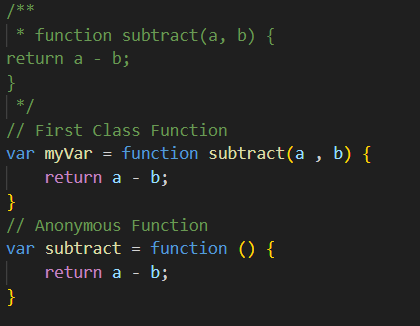 /**
 * function subtract(a, b) {
return a - b;
}
 */
// First Class Function
var myVar = function subtract(a , b) {
    return a - b;
}
// Anonymous Function
var subtract = function () {
    return a - b;
}